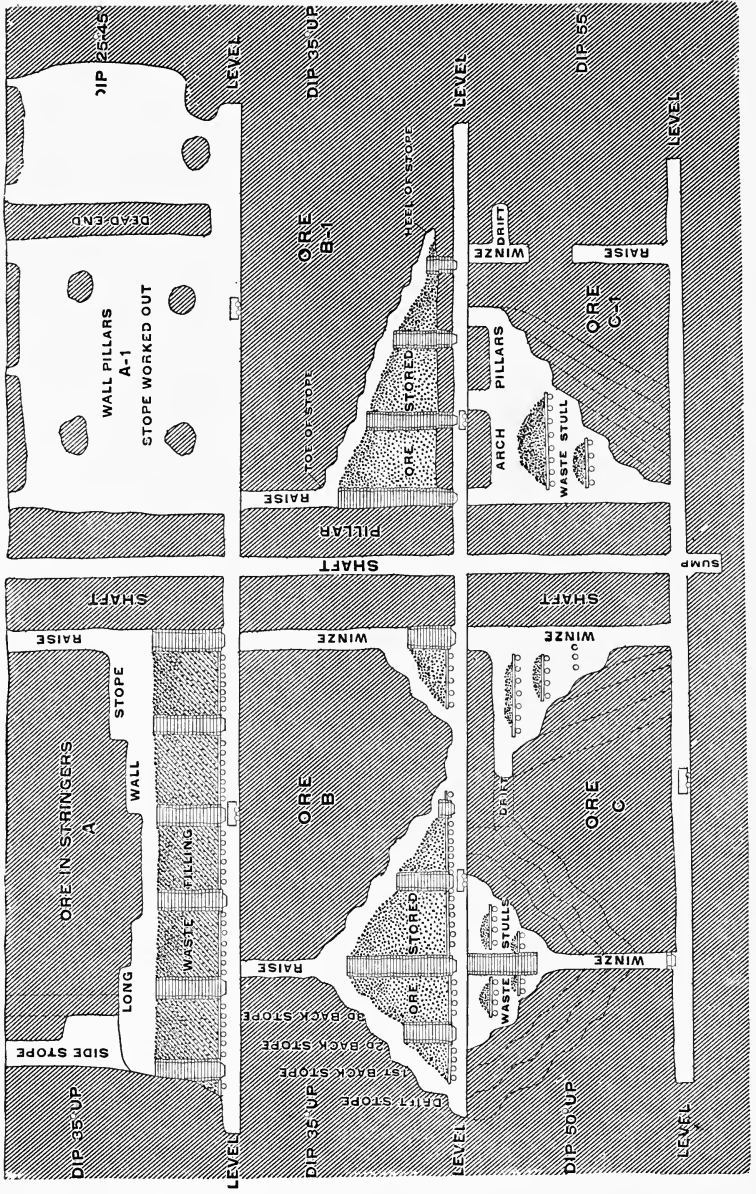 DIP 25-45°
DIP 35° UP
DIP 55°
LEVEL
LEVEL
LEVEL
DEAD-END
WALL PILLARS
A-1
STOPE WORKED OUT
ORE
B-1
HEEL OF STOPE
TOE OF STOPE
ORE STORED
RAISE
WINZE
DRIFT
RAISE
ORE
C-1
ARCH PILLARS
WASTE STULL
PILLAR
SHAFT
SUMP
SHAFT
SHAFT
RAISE
WINZE
WINZE
ORE IN STRINGERS
A
STOPE
WALL
LONG
SIDE STOPE
WASTE FILLING
ORE
B
RAISE
ORE STORED
3D BACK STOPE
2D BACK STOPE
1ST BACK STOPE
DRIFT STOPE
DRIFT
ORE
C
WASTE STULLS
WINZE
DIP 35° UP
DIP 35° UP
DIP 50° UP
LEVEL
LEVEL
LEVEL